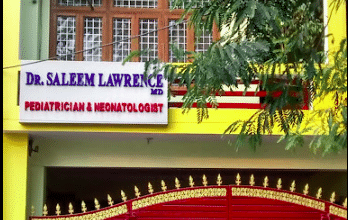 DR. SALEEM LAWRENCE
MD
PEDIATRICIAN & NEONATOLOGIST